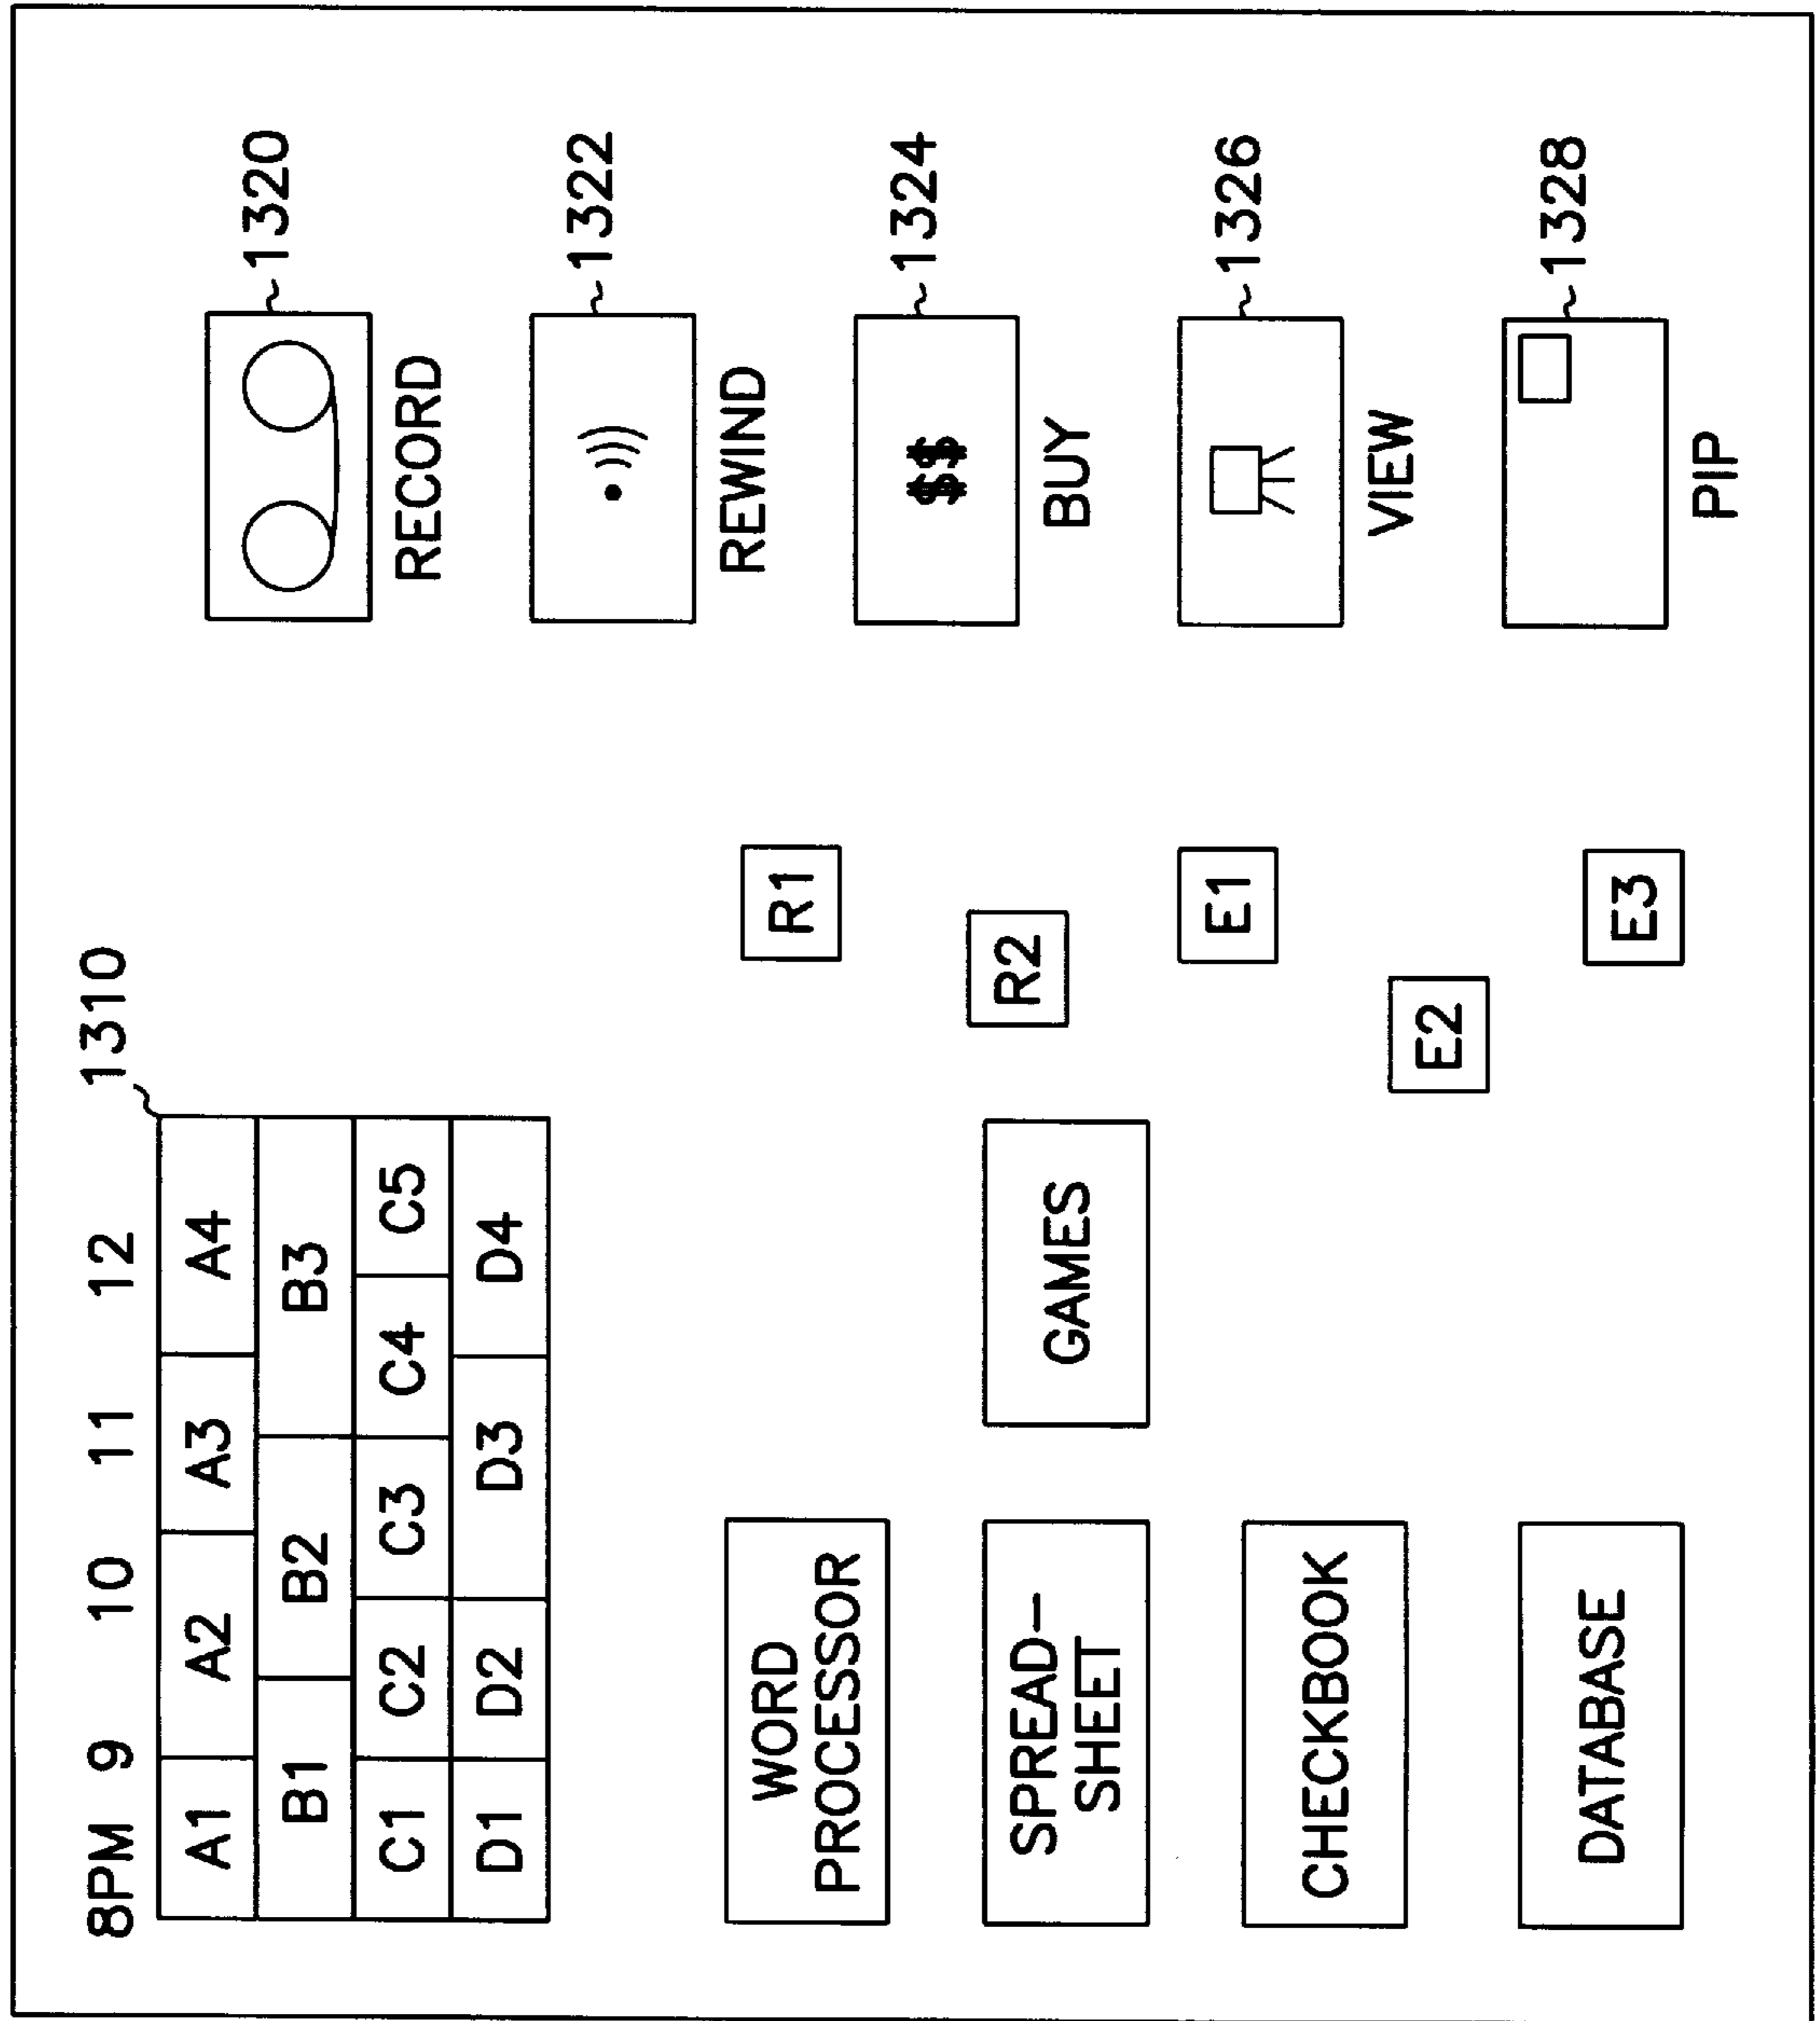 1310
8PM 9 10 11 12
A1 A2 A3 A4
B1 B2 B3
C1 C2 C3 C4 C5
D1 D2 D3 D4
1320
RECORD
1322
REWIND
$$
1324
BUY
1326
VIEW
1328
PIP
WORD
PROCESSOR
SPREAD-
SHEET
CHECKBOOK
DATABASE
GAMES
R1
R2
E1
E2
E3